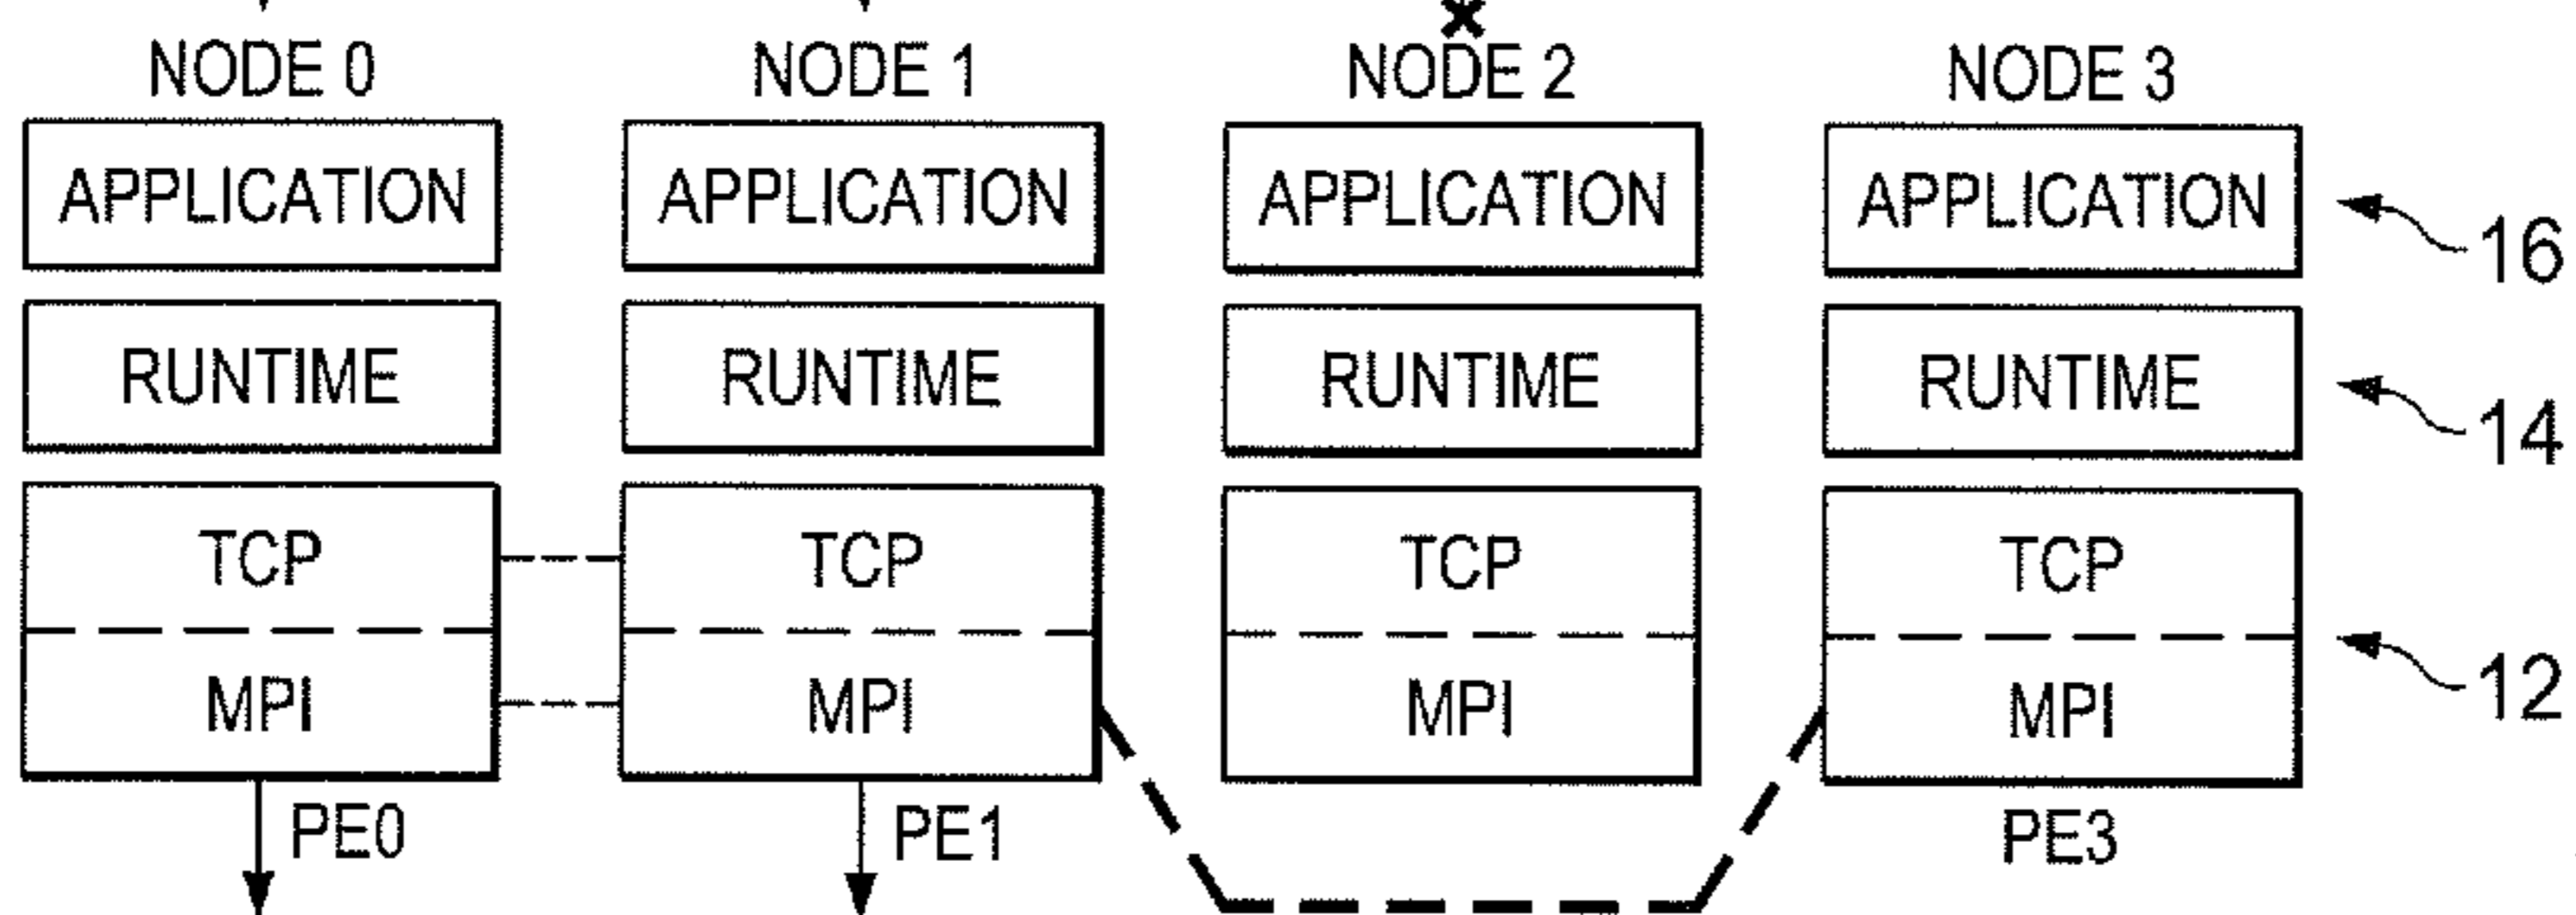 NODE 0 NODE 1 NODE 2 NODE 3
APPLICATION APPLICATION APPLICATION APPLICATION 16
RUNTIME RUNTIME RUNTIME RUNTIME 14
TCP TCP TCP TCP
MPI MPI MPI MPI 12
PE0 PE1 PE3